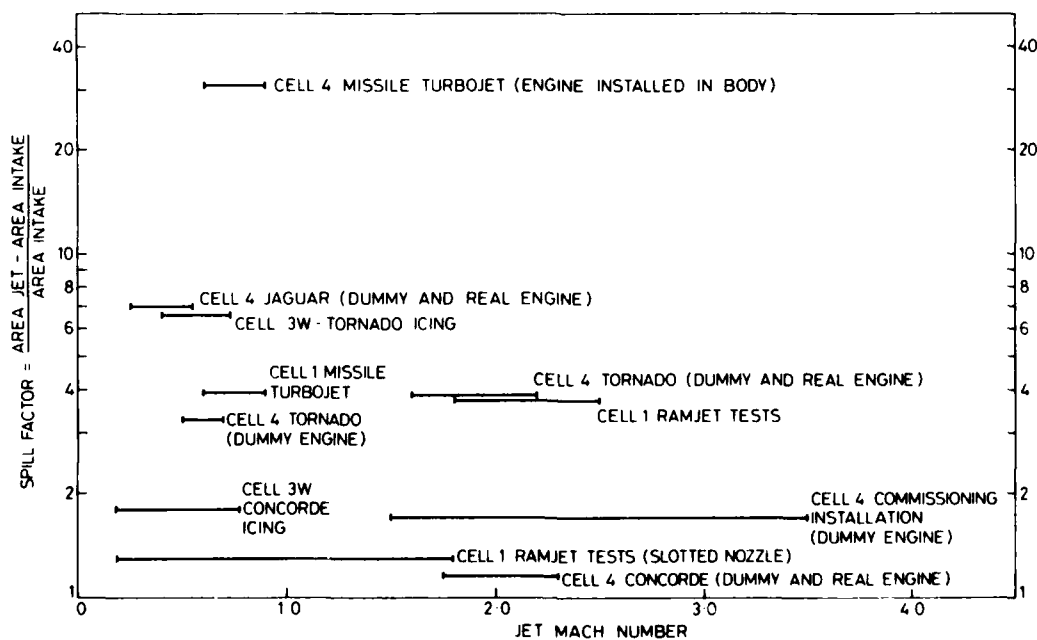 40
20
10
8
6
4
2
1
40
20
10
8
6
4
2
1
SPILL FACTOR = AREA JET - AREA INTAKE
AREA INTAKE
CELL 4 MISSILE TURBOJET (ENGINE INSTALLED IN BODY)
CELL 4 JAGUAR (DUMMY AND REAL ENGINE)
CELL 3W - TORNADO ICING
CELL 1 MISSILE
TURBOJET
CELL 4 TORNADO (DUMMY AND REAL ENGINE)
CELL 1 RAMJET TESTS
CELL 4 TORNADO
(DUMMY ENGINE)
CELL 3W
CONCORDE
ICING
CELL 4 COMMISSIONING
INSTALLATION
(DUMMY ENGINE)
CELL 1 RAMJET TESTS (SLOTTED NOZZLE)
CELL 4 CONCORDE (DUMMY AND REAL ENGINE)
0 1·0 2·0 3·0 4·0
JET MACH NUMBER